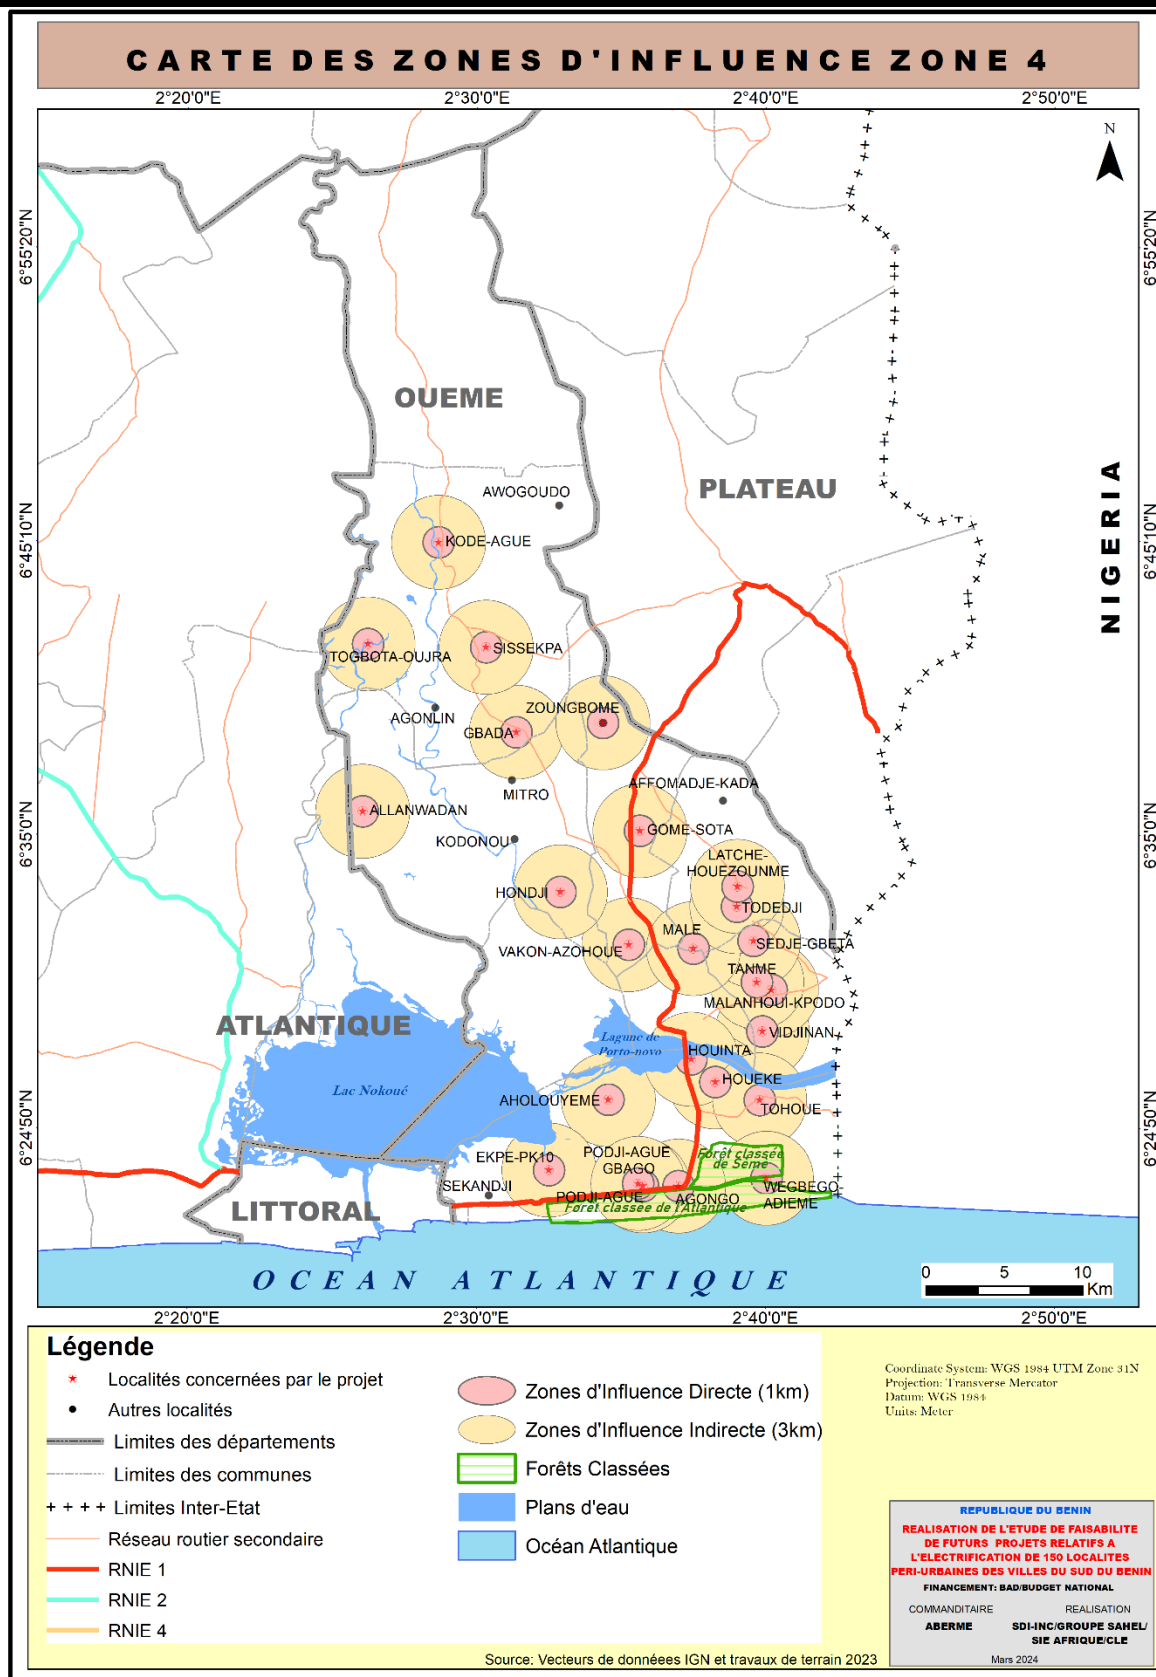 CARTE DES ZONES D'INFLUENCE ZONE 4
2°20'0"E 2°30'0"E 2°40'0"E 2°50'0"E
N
6°55'20"N 6°55'20"N
OUEME
PLATEAU
AWOGOUDO
NIGERIA
6°45'10"N 6°45'10"N
KODE-AGUE
TOGBOTA-OUJRA
SISSEKPA
AGONLIN
ZOUNGBOME
GBADA
MITRO
AFFOMADJE-KADA
ALLANWADAN
6°35'0"N 6°35'0"N
KODONOU
GOME-SOTA
LATCHE-
HOUEZOUNME
HONDJI
TODEDJI
MALE
VAKON-AZOHOUE
SEDJE-GBETA
TANME
MALANHOUI-KPODO
ATLANTIQUE
VIDJINAN
Lagune de
Porto-novo
HOUINTA
HOUEKE
Lac Nokoué
AHOLOUYEME
TOHOUE
6°24'50"N 6°24'50"N
EKPE-PK10
PODJI-AGUE
GBAGO
Forêt classée
de Sèmè
SEKANDJI
PODJI-AGUE
AGONGO
WEGBEGO-
ADIEME
Forêt classée de l'Atlantique
LITTORAL
OCEAN ATLANTIQUE
0 5 10
Km
2°20'0"E 2°30'0"E 2°40'0"E 2°50'0"E
Légende
Localités concernées par le projet
Autres localités
Limites des départements
Limites des communes
Limites Inter-Etat
Réseau routier secondaire
RNIE 1
RNIE 2
RNIE 4
Zones d'Influence Directe (1km)
Zones d'Influence Indirecte (3km)
Forêts Classées
Plans d'eau
Océan Atlantique
Coordinate System: WGS 1984 UTM Zone 31N
Projection: Transverse Mercator
Datum: WGS 1984
Units: Meter
REPUBLIQUE DU BENIN
REALISATION DE L'ETUDE DE FAISABILITE
DE FUTURS PROJETS RELATIFS A
L'ELECTRIFICATION DE 150 LOCALITES
PERI-URBAINES DES VILLES DU SUD DU BENIN
FINANCEMENT: BAD/BUDGET NATIONAL
COMMANDITAIRE REALISATION
ABERME SDI-INC/GROUPE SAHEL/
SIE AFRIQUE/CLE
Mars 2024
Source: Vecteurs de donnéees IGN et travaux de terrain 2023